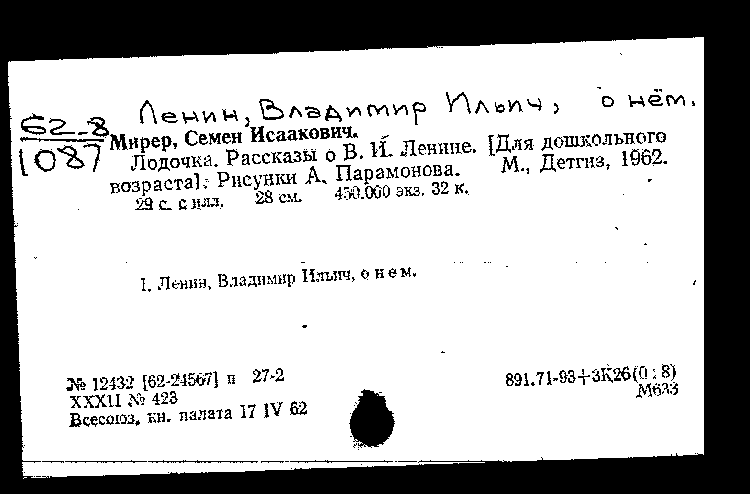 Ленин, Владимир Ильич, о нём.
62-8
1087
Мирер, Семен Исаакович.
Лодочка. Рассказы о В. И. Ленине. [Для дошкольного
возраста]. Рисунки А. Парамонова. М., Детгиз, 1962.
29 с. с илл. 28 см. 450.000 экз. 32 к.
I. Ленин, Владимир Ильич, о нем.
№ 12432 [62-24567] п 27-2
XXXII № 423
Всесоюз. кн. палата 17 IV 62
891.71-93+3К26(0:8)
М633